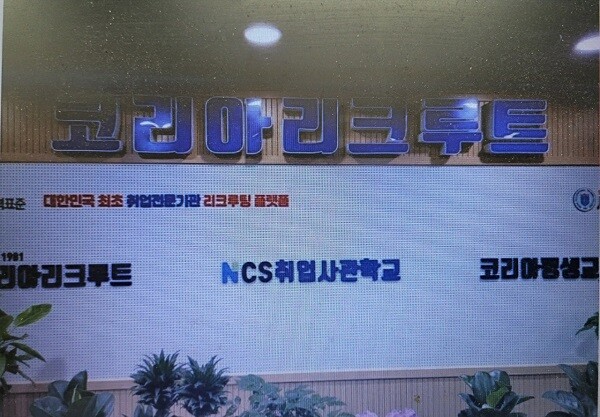 코리아리크루트
대한민국 최초 취업전문기관 리크루팅 플랫폼
1981
리아리크루트
NCS취업사관학교
코리아평생교